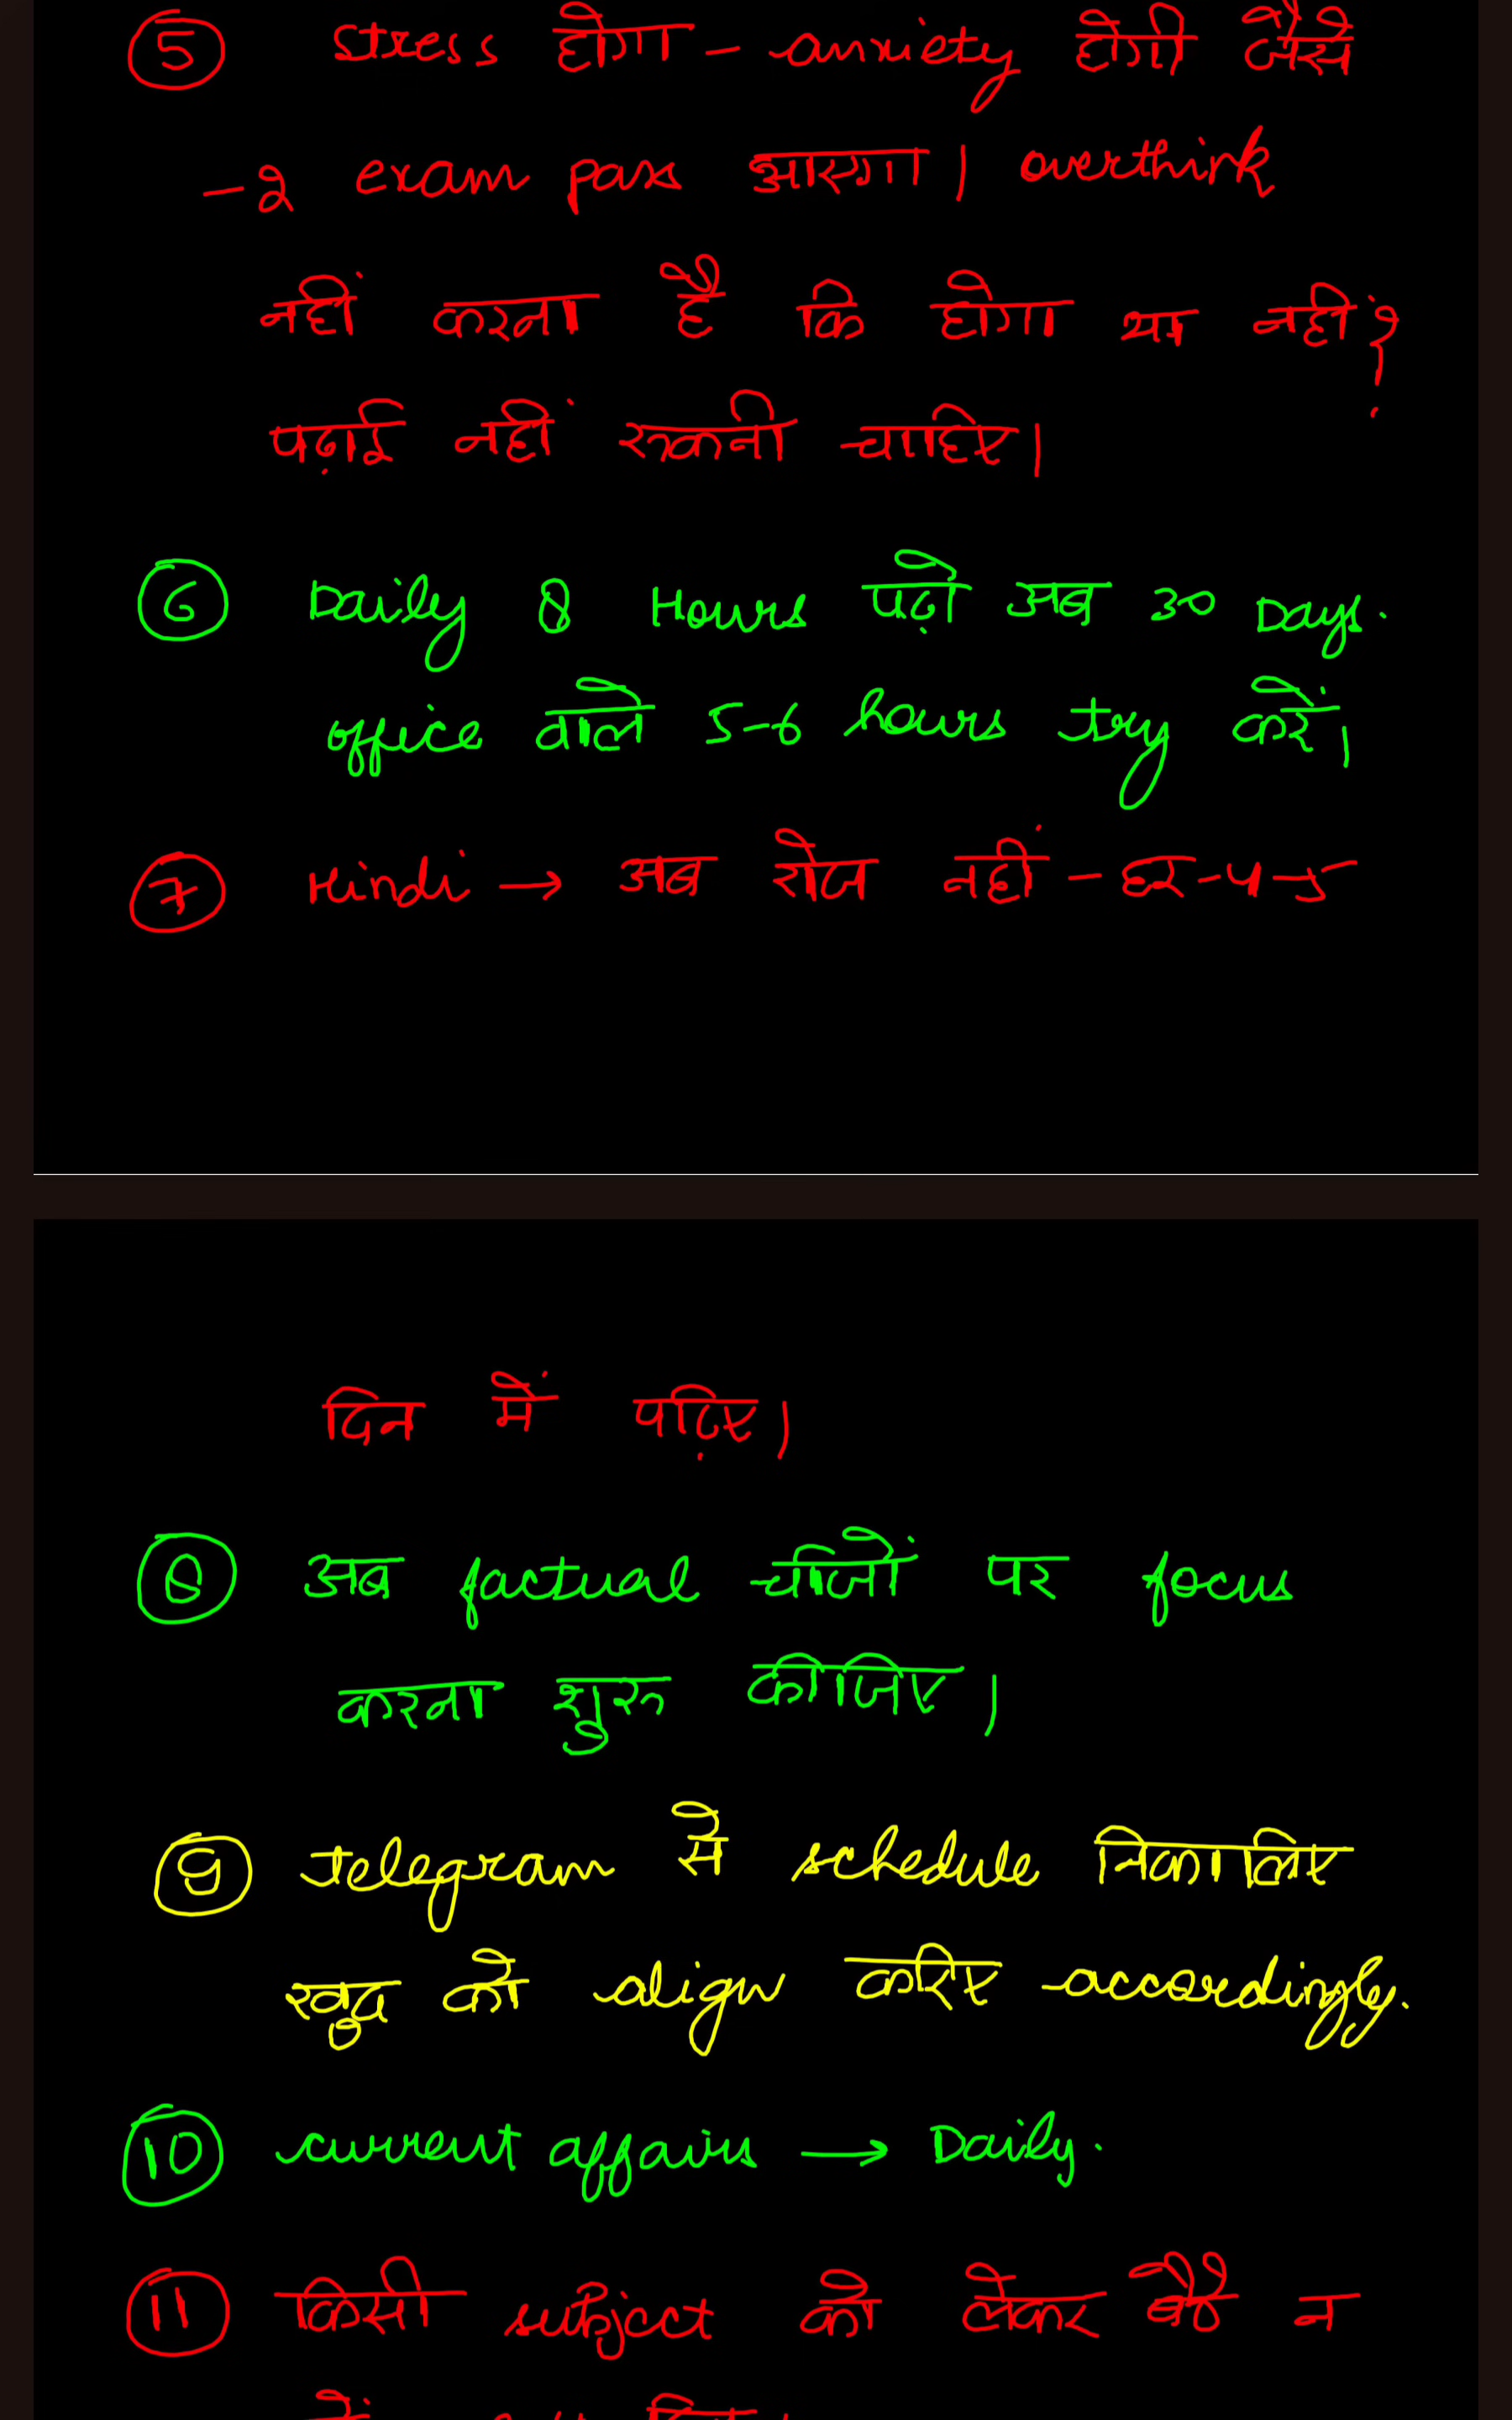 ⑤ stress होगा - anxiety होगी जैसे
-२ exam pass आएगा। overthink
नहीं करना है कि होगा या नहीं?
पढ़ाई नहीं रुकनी चाहिए।
⑥ Daily 8 Hours पढ़ो अब 30 Days.
office वाले 5-6 hours try करें।
⑦ Hindi → अब रोज नहीं - हर-4-5
दिन में पढ़िए।
⑧ अब factual चीजों पर focus
करना शुरु कीजिए।
⑨ Telegram से schedule निकालिए
खुद को align करिए accordingly.
⑩ current affairs → Daily.
⑪ किसी subject को लेकर बैठे न